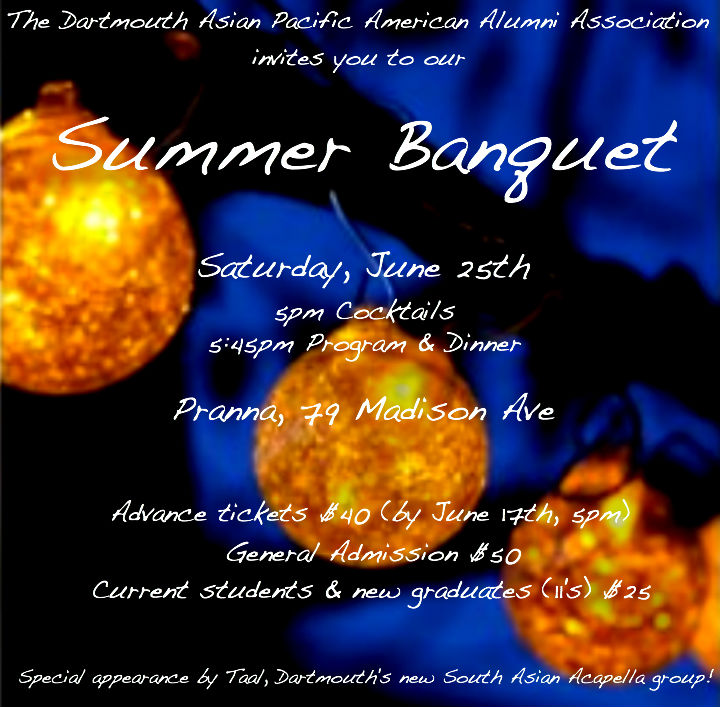 The Dartmouth Asian Pacific American Alumni Association
invites you to our
Summer Banquet
Saturday, June 25th
5pm Cocktails
5:45pm Program & Dinner
Pranna, 79 Madison Ave
Advance tickets $40 (by June 17th, 5pm)
General Admission $50
Current students & new graduates (11's) $25
Special appearance by Taal, Dartmouth's new South Asian Acapella group!